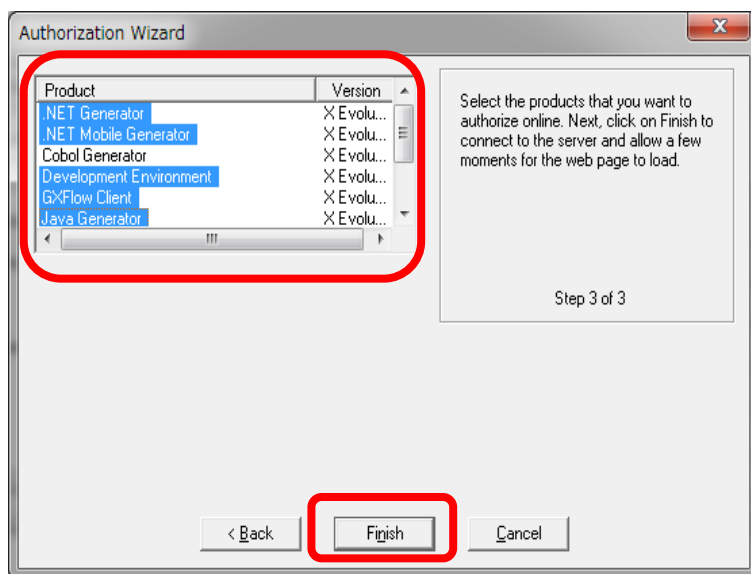 Authorization Wizard
Product Version
.NET Generator X Evolu...
.NET Mobile Generator X Evolu...
Cobol Generator X Evolu...
Development Environment X Evolu...
GXFlow Client X Evolu...
Java Generator X Evolu...
Select the products that you want to
authorize online. Next, click on Finish to
connect to the server and allow a few
moments for the web page to load.
Step 3 of 3
< Back Finish Cancel